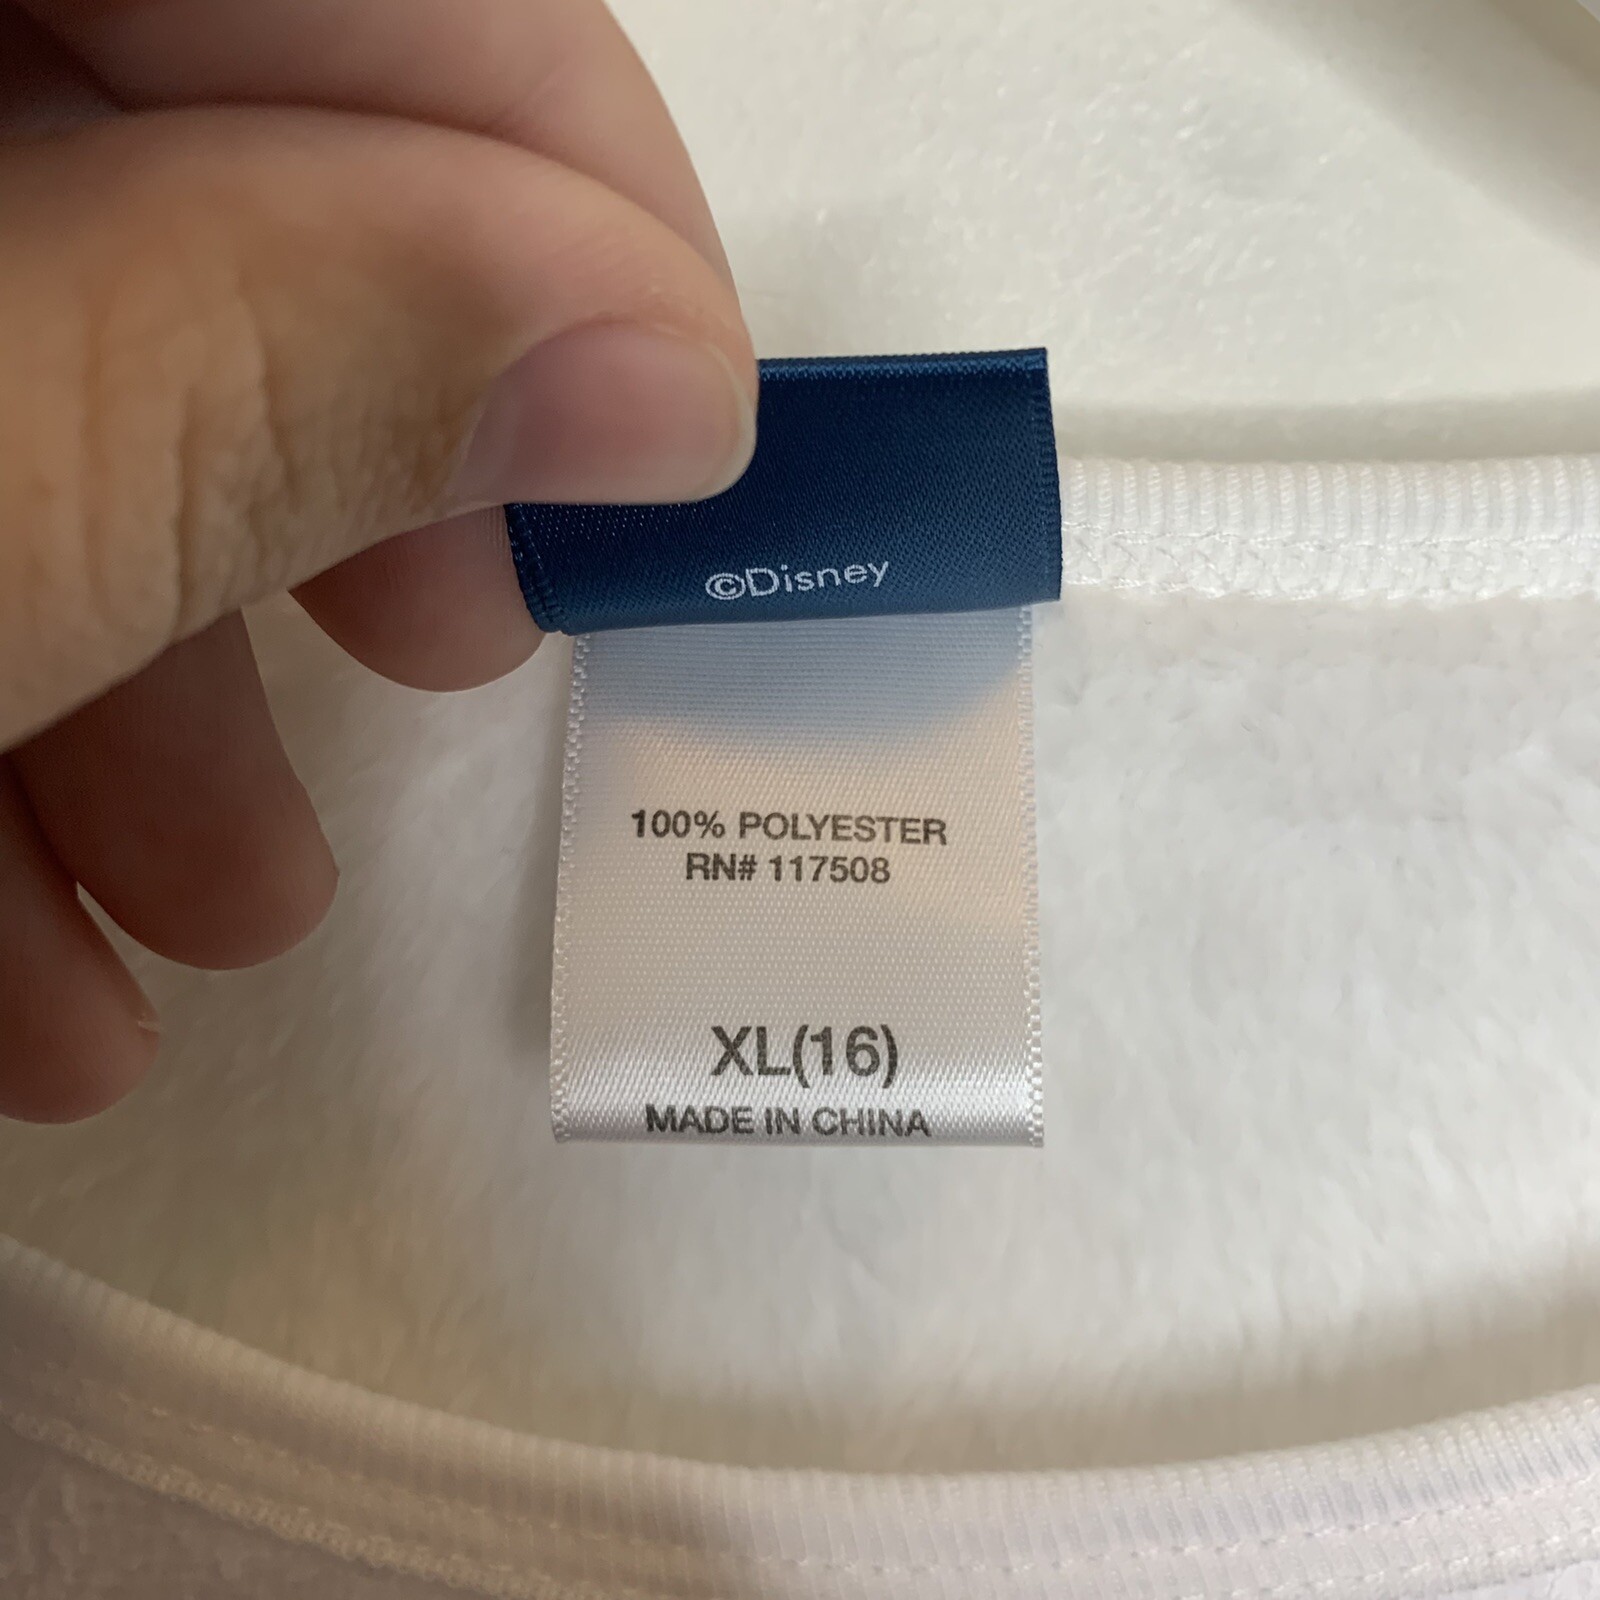 ©Disney
100% POLYESTER
RN# 117508
XL(16)
MADE IN CHINA